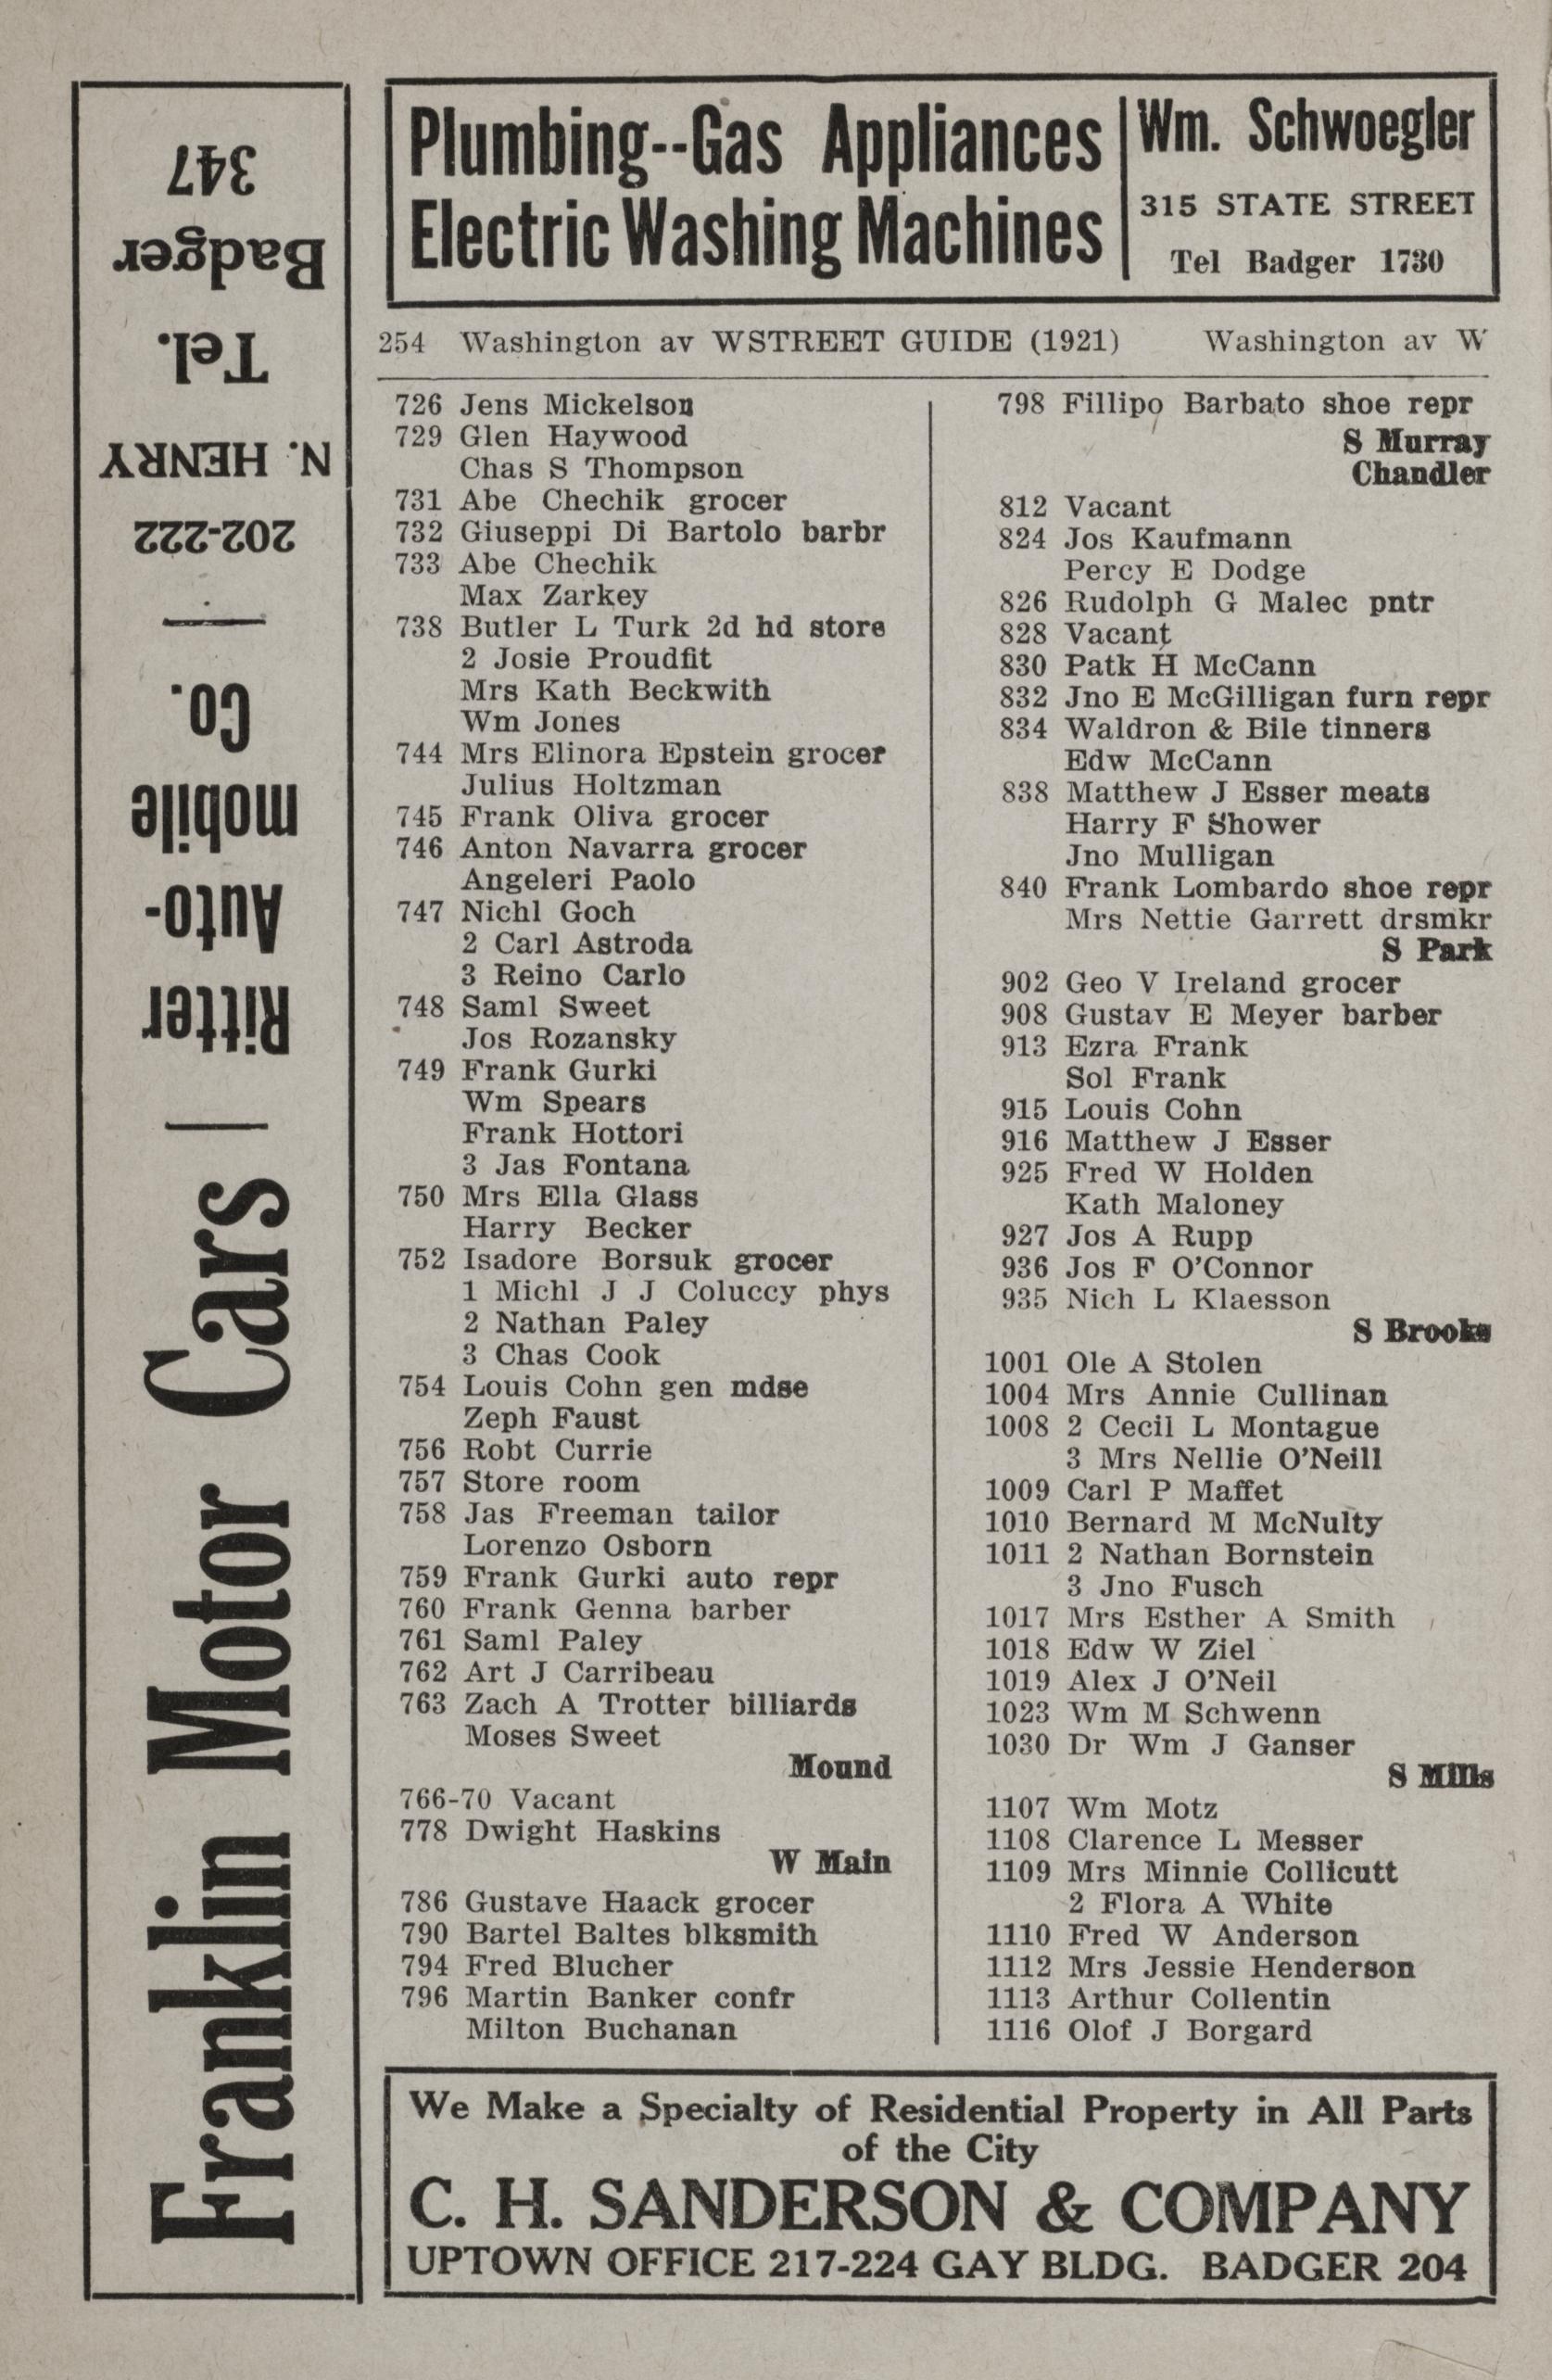 Plumbing--Gas Appliances
Electric Washing Machines
Wm. Schwoegler
315 STATE STREET
Tel Badger 1730
Franklin Motor Cars |
Ritter
Auto-
mobile
Co.
—
202-222
N. HENRY
Tel.
Badger
347
254 Washington av WSTREET GUIDE (1921) Washington av W
726 Jens Mickelson
729 Glen Haywood
Chas S Thompson
731 Abe Chechik grocer
732 Giuseppi Di Bartolo barbr
733 Abe Chechik
Max Zarkey
738 Butler L Turk 2d hd store
2 Josie Proudfit
Mrs Kath Beckwith
Wm Jones
744 Mrs Elinora Epstein grocer
Julius Holtzman
745 Frank Oliva grocer
746 Anton Navarra grocer
Angeleri Paolo
747 Nichl Goch
2 Carl Astroda
3 Reino Carlo
748 Saml Sweet
Jos Rozansky
749 Frank Gurki
Wm Spears
Frank Hottori
3 Jas Fontana
750 Mrs Ella Glass
Harry Becker
752 Isadore Borsuk grocer
1 Michl J J Coluccy phys
2 Nathan Paley
3 Chas Cook
754 Louis Cohn gen mdse
Zeph Faust
756 Robt Currie
757 Store room
758 Jas Freeman tailor
Lorenzo Osborn
759 Frank Gurki auto repr
760 Frank Genna barber
761 Saml Paley
762 Art J Carribeau
763 Zach A Trotter billiards
Moses Sweet
Mound
766-70 Vacant
778 Dwight Haskins
W Main
786 Gustave Haack grocer
790 Bartel Baltes blksmith
794 Fred Blucher
796 Martin Banker confr
Milton Buchanan
798 Fillipo Barbato shoe repr
S Murray
Chandler
812 Vacant
824 Jos Kaufmann
Percy E Dodge
826 Rudolph G Malec pntr
828 Vacant
830 Patk H McCann
832 Jno E McGilligan furn repr
834 Waldron & Bile tinners
Edw McCann
838 Matthew J Esser meats
Harry F Shower
Jno Mulligan
840 Frank Lombardo shoe repr
Mrs Nettie Garrett drsmkr
S Park
902 Geo V Ireland grocer
908 Gustav E Meyer barber
913 Ezra Frank
Sol Frank
915 Louis Cohn
916 Matthew J Esser
925 Fred W Holden
Kath Maloney
927 Jos A Rupp
936 Jos F O'Connor
935 Nich L Klaesson
S Brooks
1001 Ole A Stolen
1004 Mrs Annie Cullinan
1008 2 Cecil L Montague
3 Mrs Nellie O'Neill
1009 Carl P Maffet
1010 Bernard M McNulty
1011 2 Nathan Bornstein
3 Jno Fusch
1017 Mrs Esther A Smith
1018 Edw W Ziel
1019 Alex J O'Neil
1023 Wm M Schwenn
1030 Dr Wm J Ganser
S Mills
1107 Wm Motz
1108 Clarence L Messer
1109 Mrs Minnie Collicutt
2 Flora A White
1110 Fred W Anderson
1112 Mrs Jessie Henderson
1113 Arthur Collentin
1116 Olof J Borgard
We Make a Specialty of Residential Property in All Parts
of the City
C. H. SANDERSON & COMPANY
UPTOWN OFFICE 217-224 GAY BLDG. BADGER 204